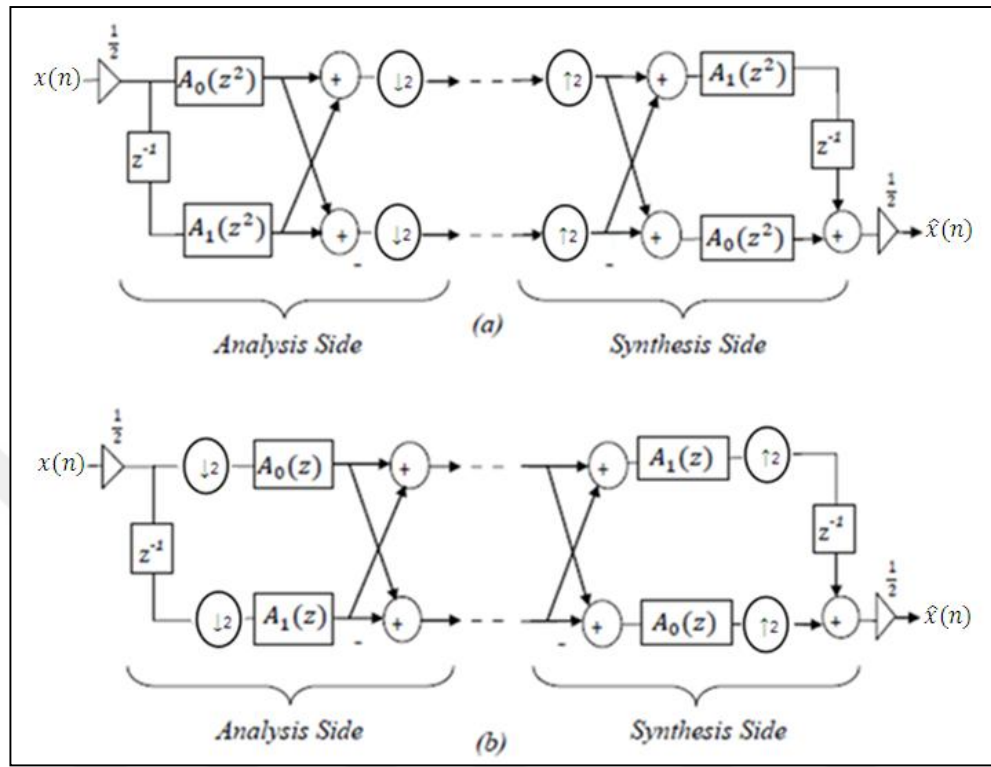 1/2
x(n)
A₀(z²)
+
↓2
↑2
+
A₁(z²)
z⁻¹
z⁻¹
1/2
A₁(z²)
+
-
↓2
↑2
-
+
A₀(z²)
+
x̂(n)
Analysis Side
(a)
Synthesis Side
1/2
x(n)
↓2
A₀(z)
+
+
A₁(z)
↑2
z⁻¹
z⁻¹
1/2
↓2
A₁(z)
-
+
-
+
A₀(z)
↑2
+
x̂(n)
Analysis Side
(b)
Synthesis Side